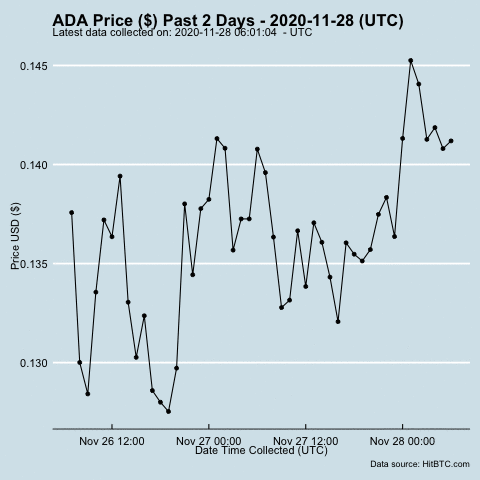 ADA Price ($) Past 2 Days - 2020-11-28 (UTC)
Latest data collected on: 2020-11-28 06:01:04 - UTC
0.145
0.140
0.135
0.130
Price USD ($)
Nov 26 12:00
Nov 27 00:00
Nov 27 12:00
Nov 28 00:00
Date Time Collected (UTC)
Data source: HitBTC.com